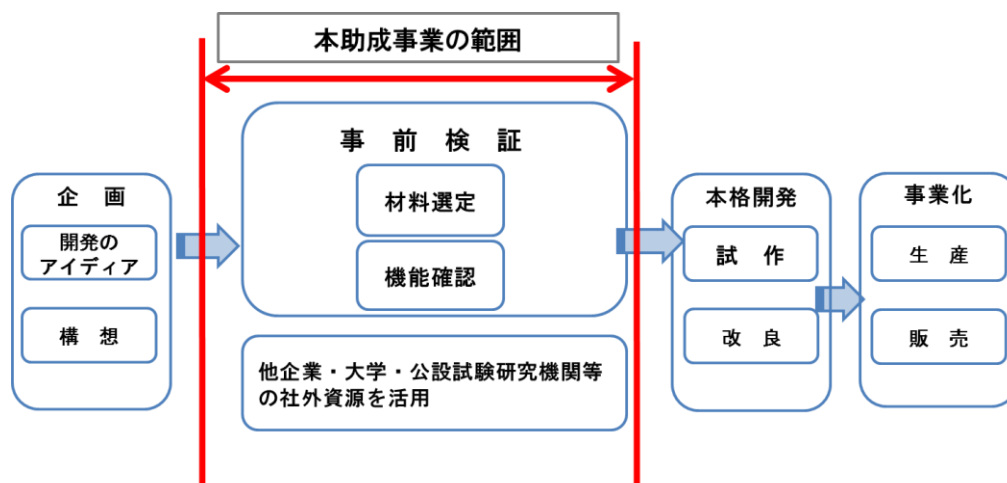 本助成事業の範囲
企　画
開発の
アイディア
構　想
事　前　検　証
材料選定
機能確認
他企業・大学・公設試験研究機関等
の社外資源を活用
本格開発
試　作
改　良
事業化
生　産
販　売